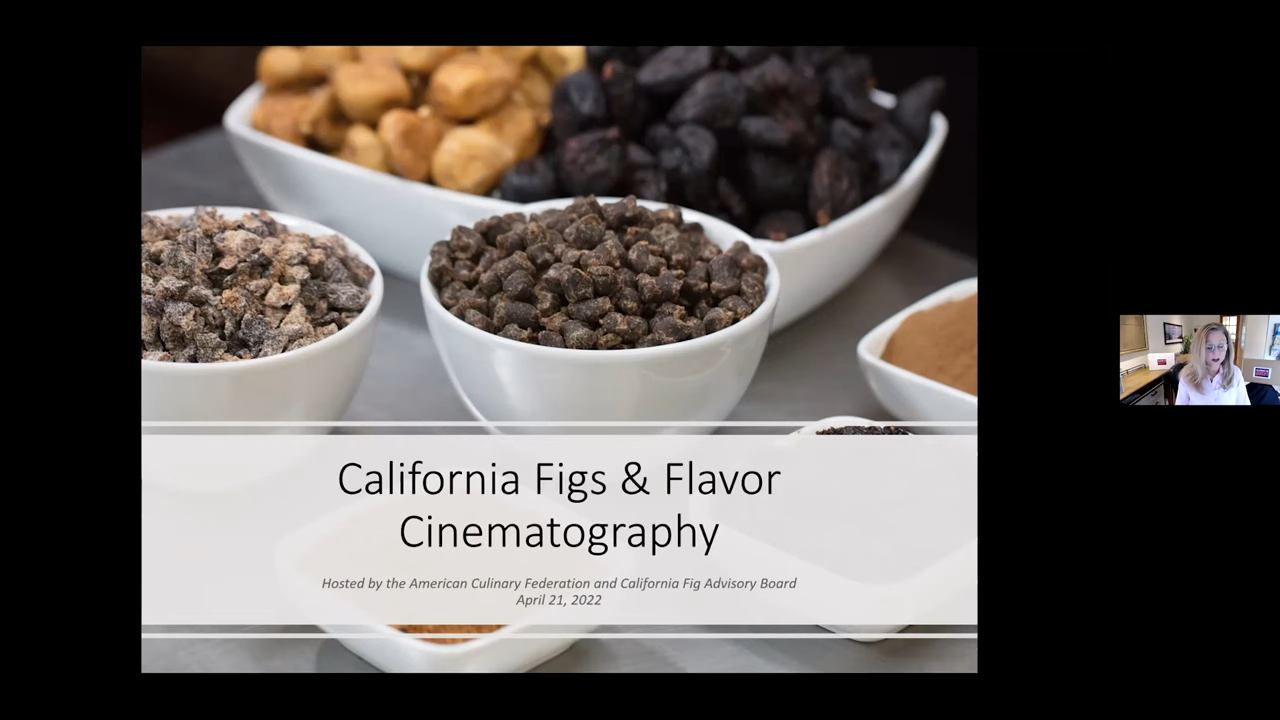 California Figs & Flavor
Cinematography
Hosted by the American Culinary Federation and California Fig Advisory Board
April 21, 2022